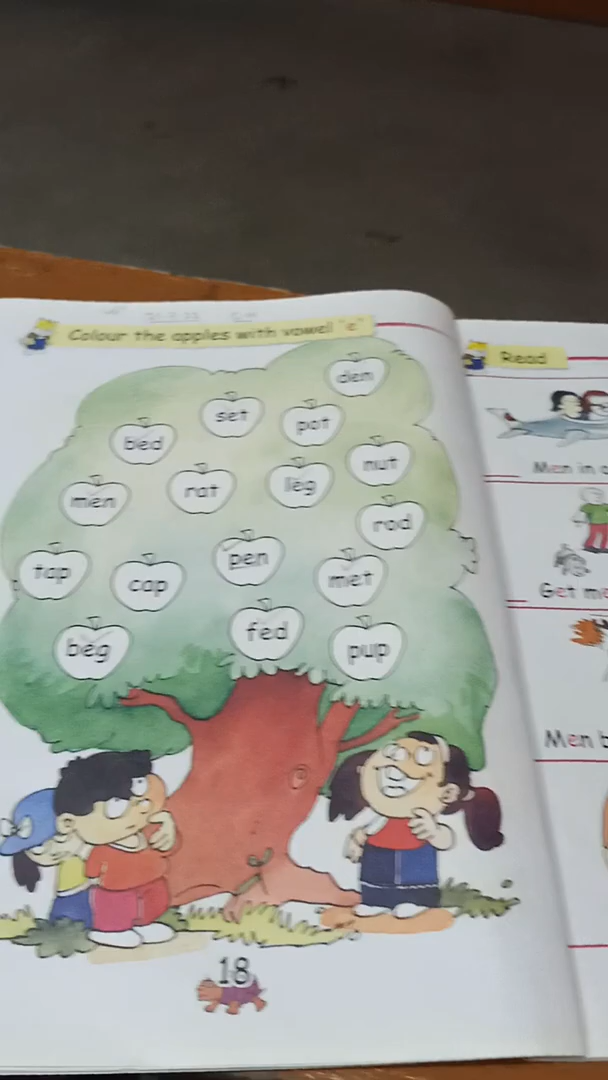 Colour the apples with vowel "e"
den
set
pot
bed
nut
leg
rat
men
rod
pen
met
tap
cap
fed
pup
beg
18
Read
Men in
Get
Men